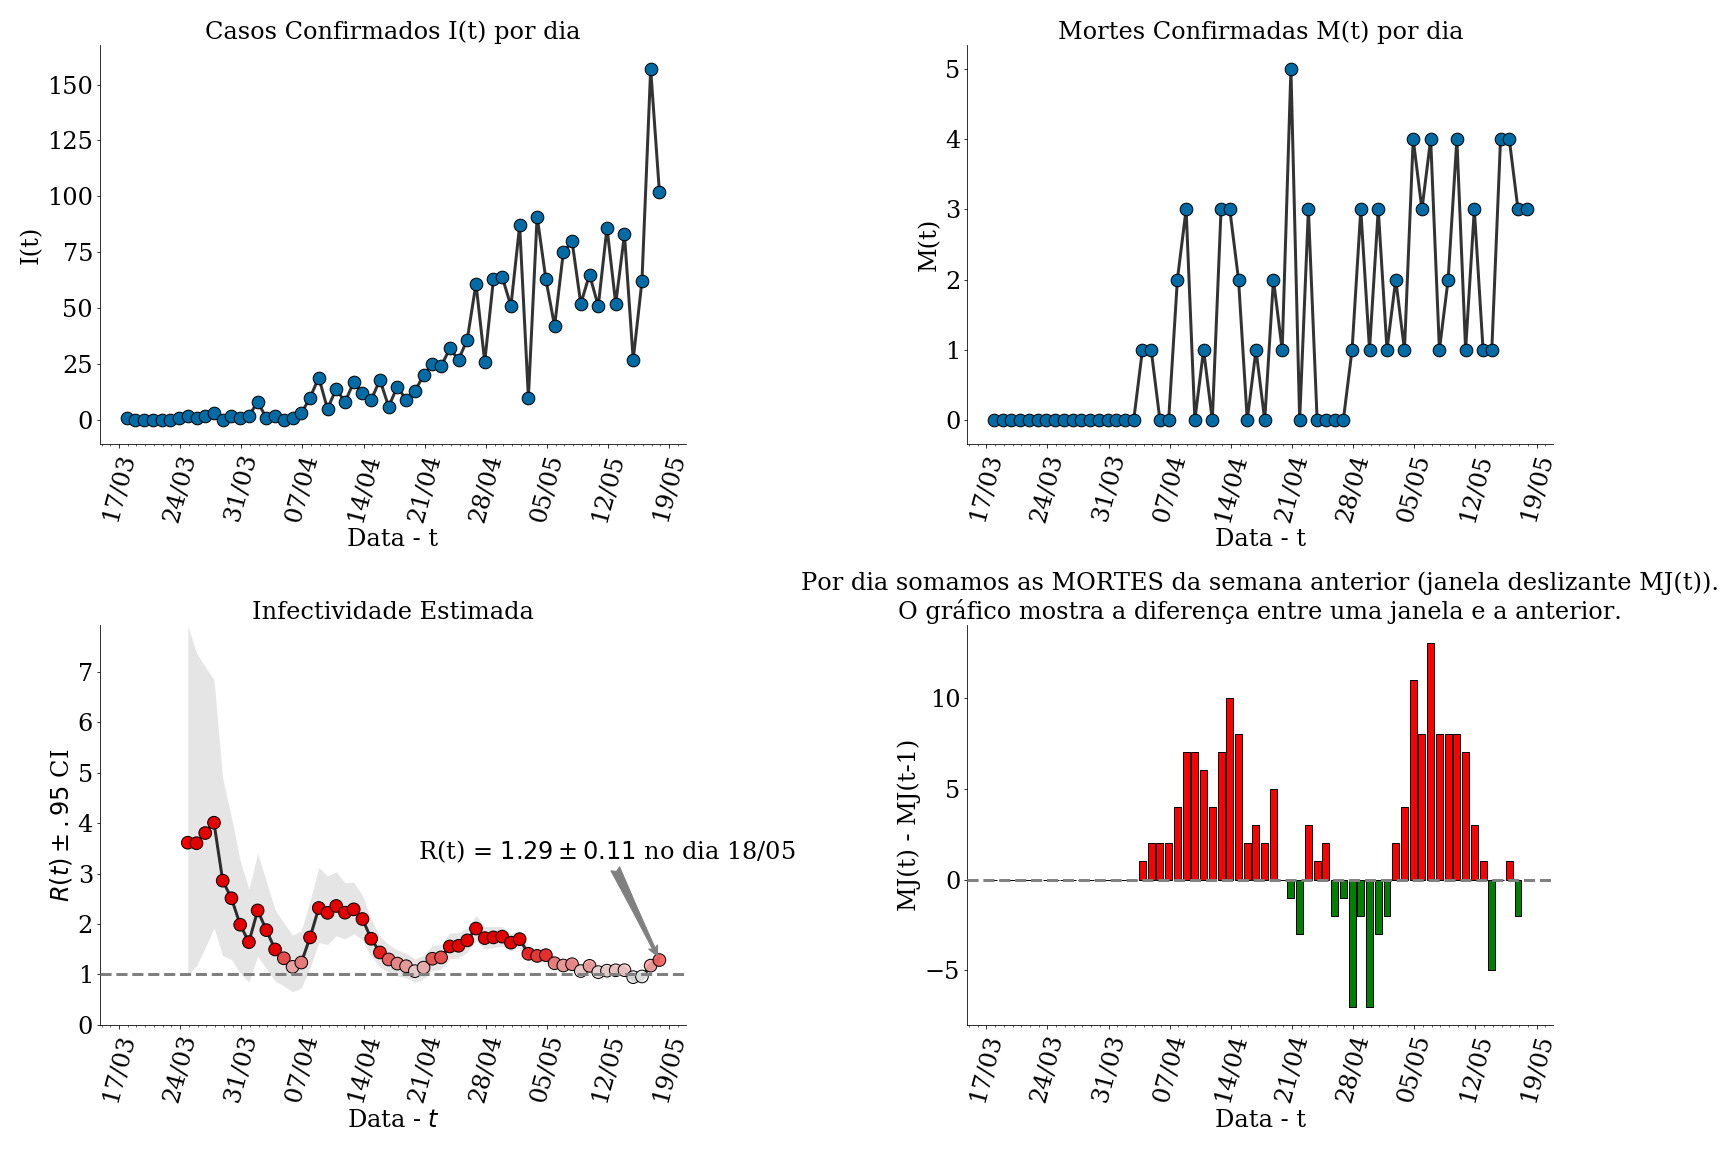 Casos Confirmados I(t) por dia
I(t)
150
125
100
75
50
25
0
17/03 24/03 31/03 07/04 14/04 21/04 28/04 05/05 12/05 19/05
Data - t
Mortes Confirmadas M(t) por dia
M(t)
5
4
3
2
1
0
17/03 24/03 31/03 07/04 14/04 21/04 28/04 05/05 12/05 19/05
Data - t
Infectividade Estimada
R(t) ± .95 CI
7
6
5
4
3
2
1
0
R(t) = 1.29 ± 0.11 no dia 18/05
17/03 24/03 31/03 07/04 14/04 21/04 28/04 05/05 12/05 19/05
Data - t
Por dia somamos as MORTES da semana anterior (janela deslizante MJ(t)).
O gráfico mostra a diferença entre uma janela e a anterior.
MJ(t) - MJ(t-1)
10
5
0
−5
17/03 24/03 31/03 07/04 14/04 21/04 28/04 05/05 12/05 19/05
Data - t